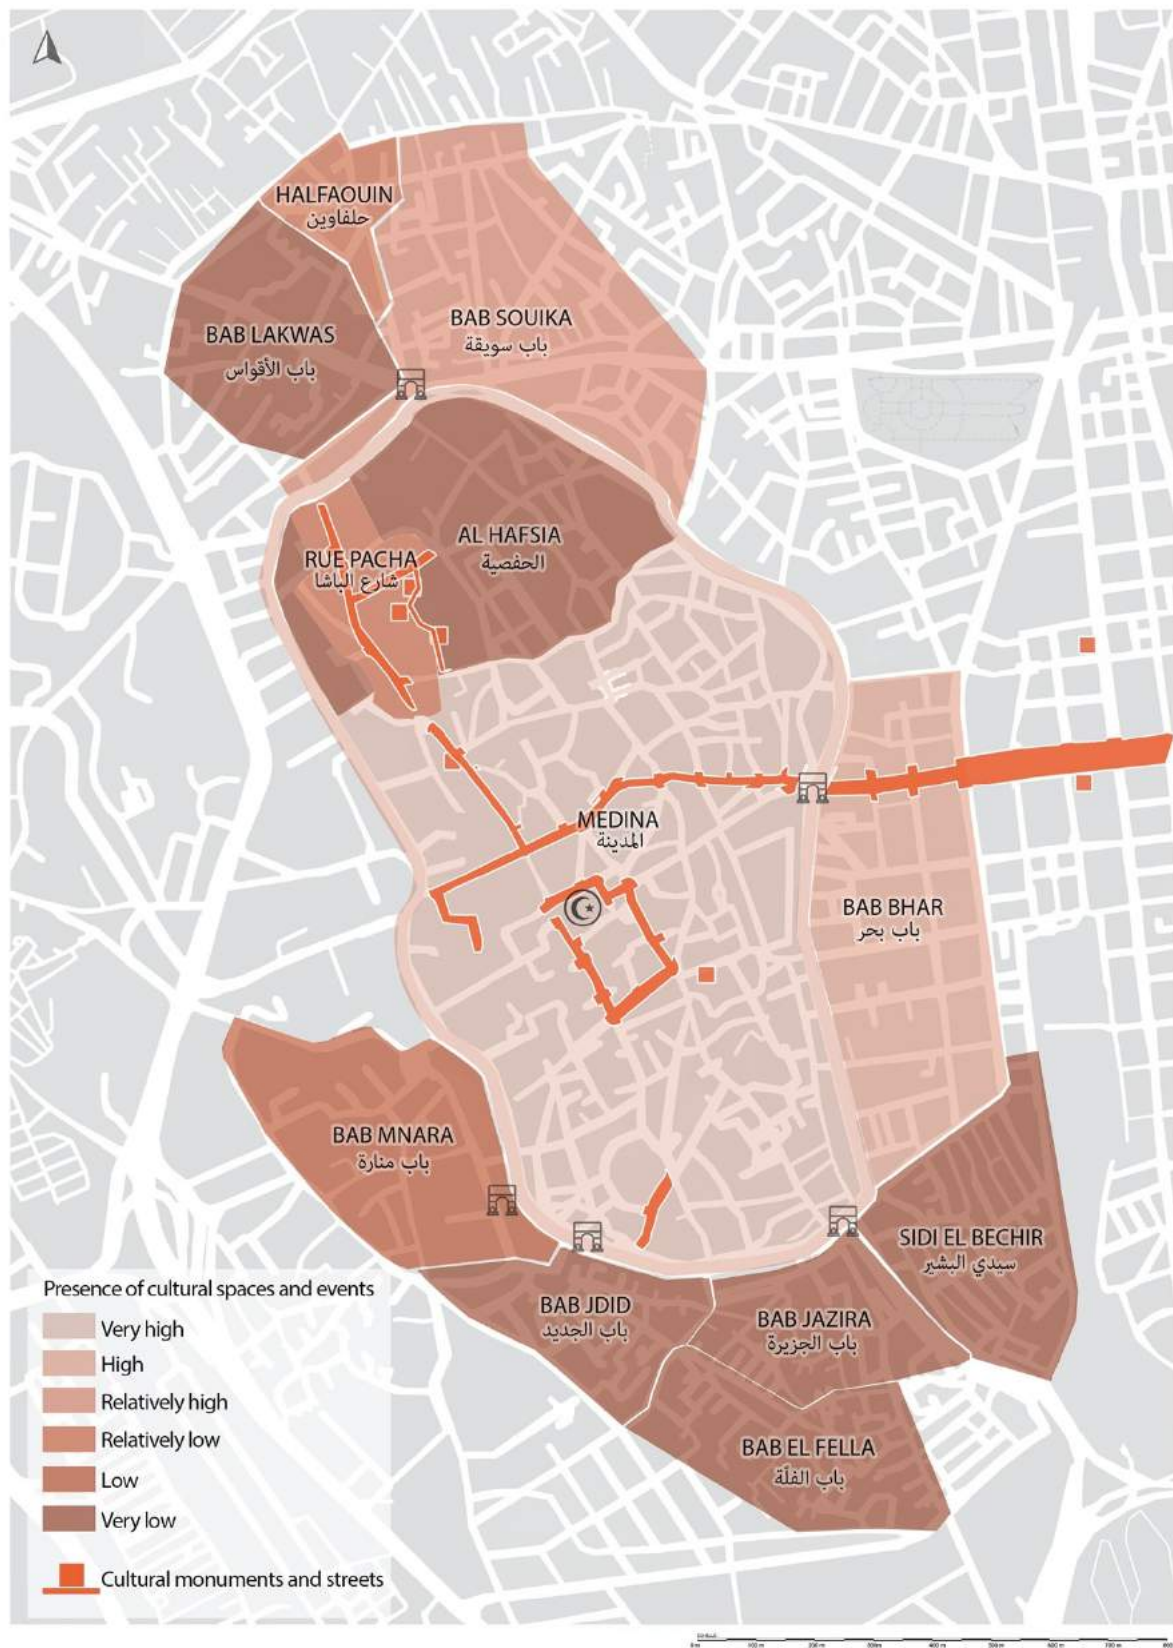 HALFAOUIN
حلفاوين
BAB LAKWAS
باب الأقواس
BAB SOUIKA
باب سويقة
AL HAFSIA
الحفصية
RUE PACHA
شارع الباشا
MEDINA
المدينة
BAB BHAR
باب بحر
BAB MNARA
باب منارة
SIDI EL BECHIR
سيدي البشير
BAB JDID
باب الجديد
BAB JAZIRA
باب الجزيرة
BAB EL FELLA
باب الفلّة
Presence of cultural spaces and events
Very high
High
Relatively high
Relatively low
Low
Very low
Cultural monuments and streets